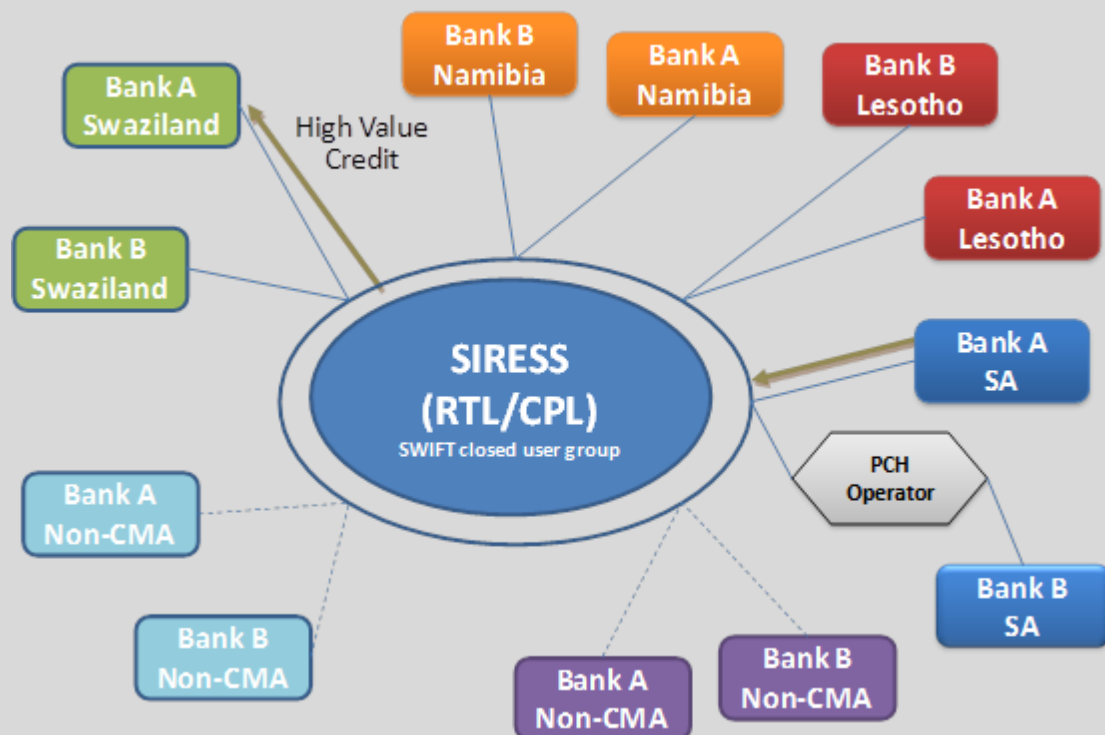 Bank B
Namibia
Bank A
Namibia
Bank B
Lesotho
Bank A
Swaziland
High Value
Credit
Bank A
Lesotho
Bank B
Swaziland
SIRESS
(RTL/CPL)
SWIFT closed user group
Bank A
SA
PCH
Operator
Bank A
Non-CMA
Bank B
SA
Bank B
Non-CMA
Bank A
Non-CMA
Bank B
Non-CMA